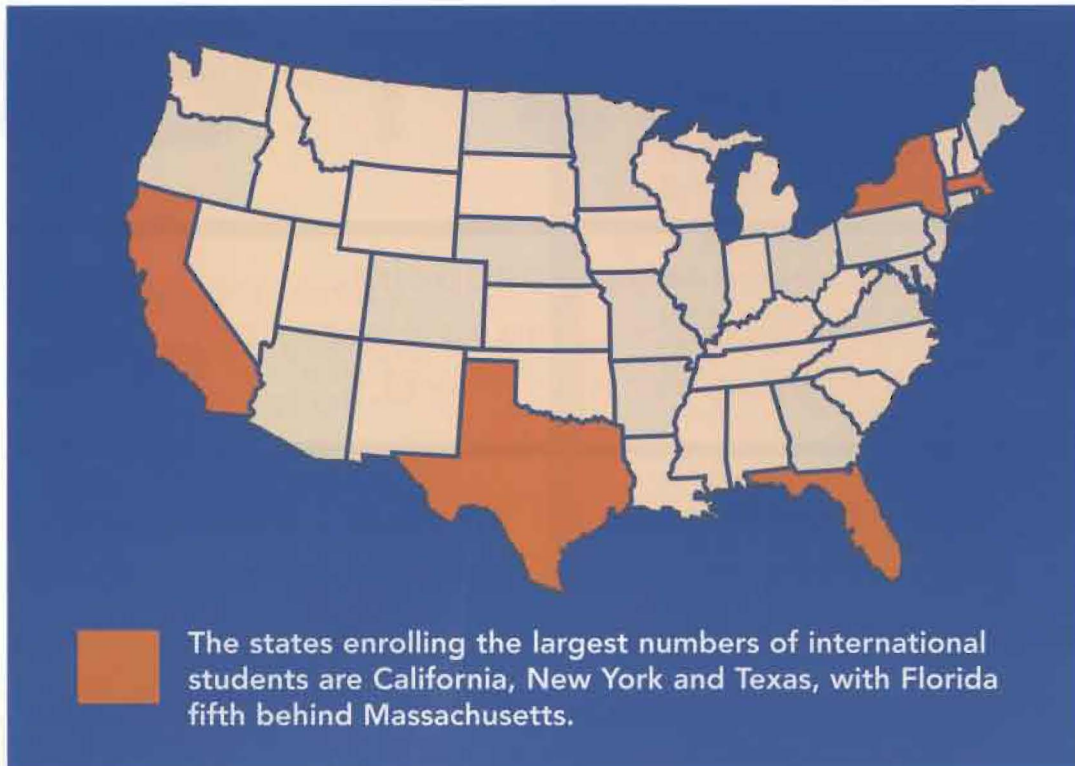 The states enrolling the largest numbers of international
students are California, New York and Texas, with Florida
fifth behind Massachusetts.